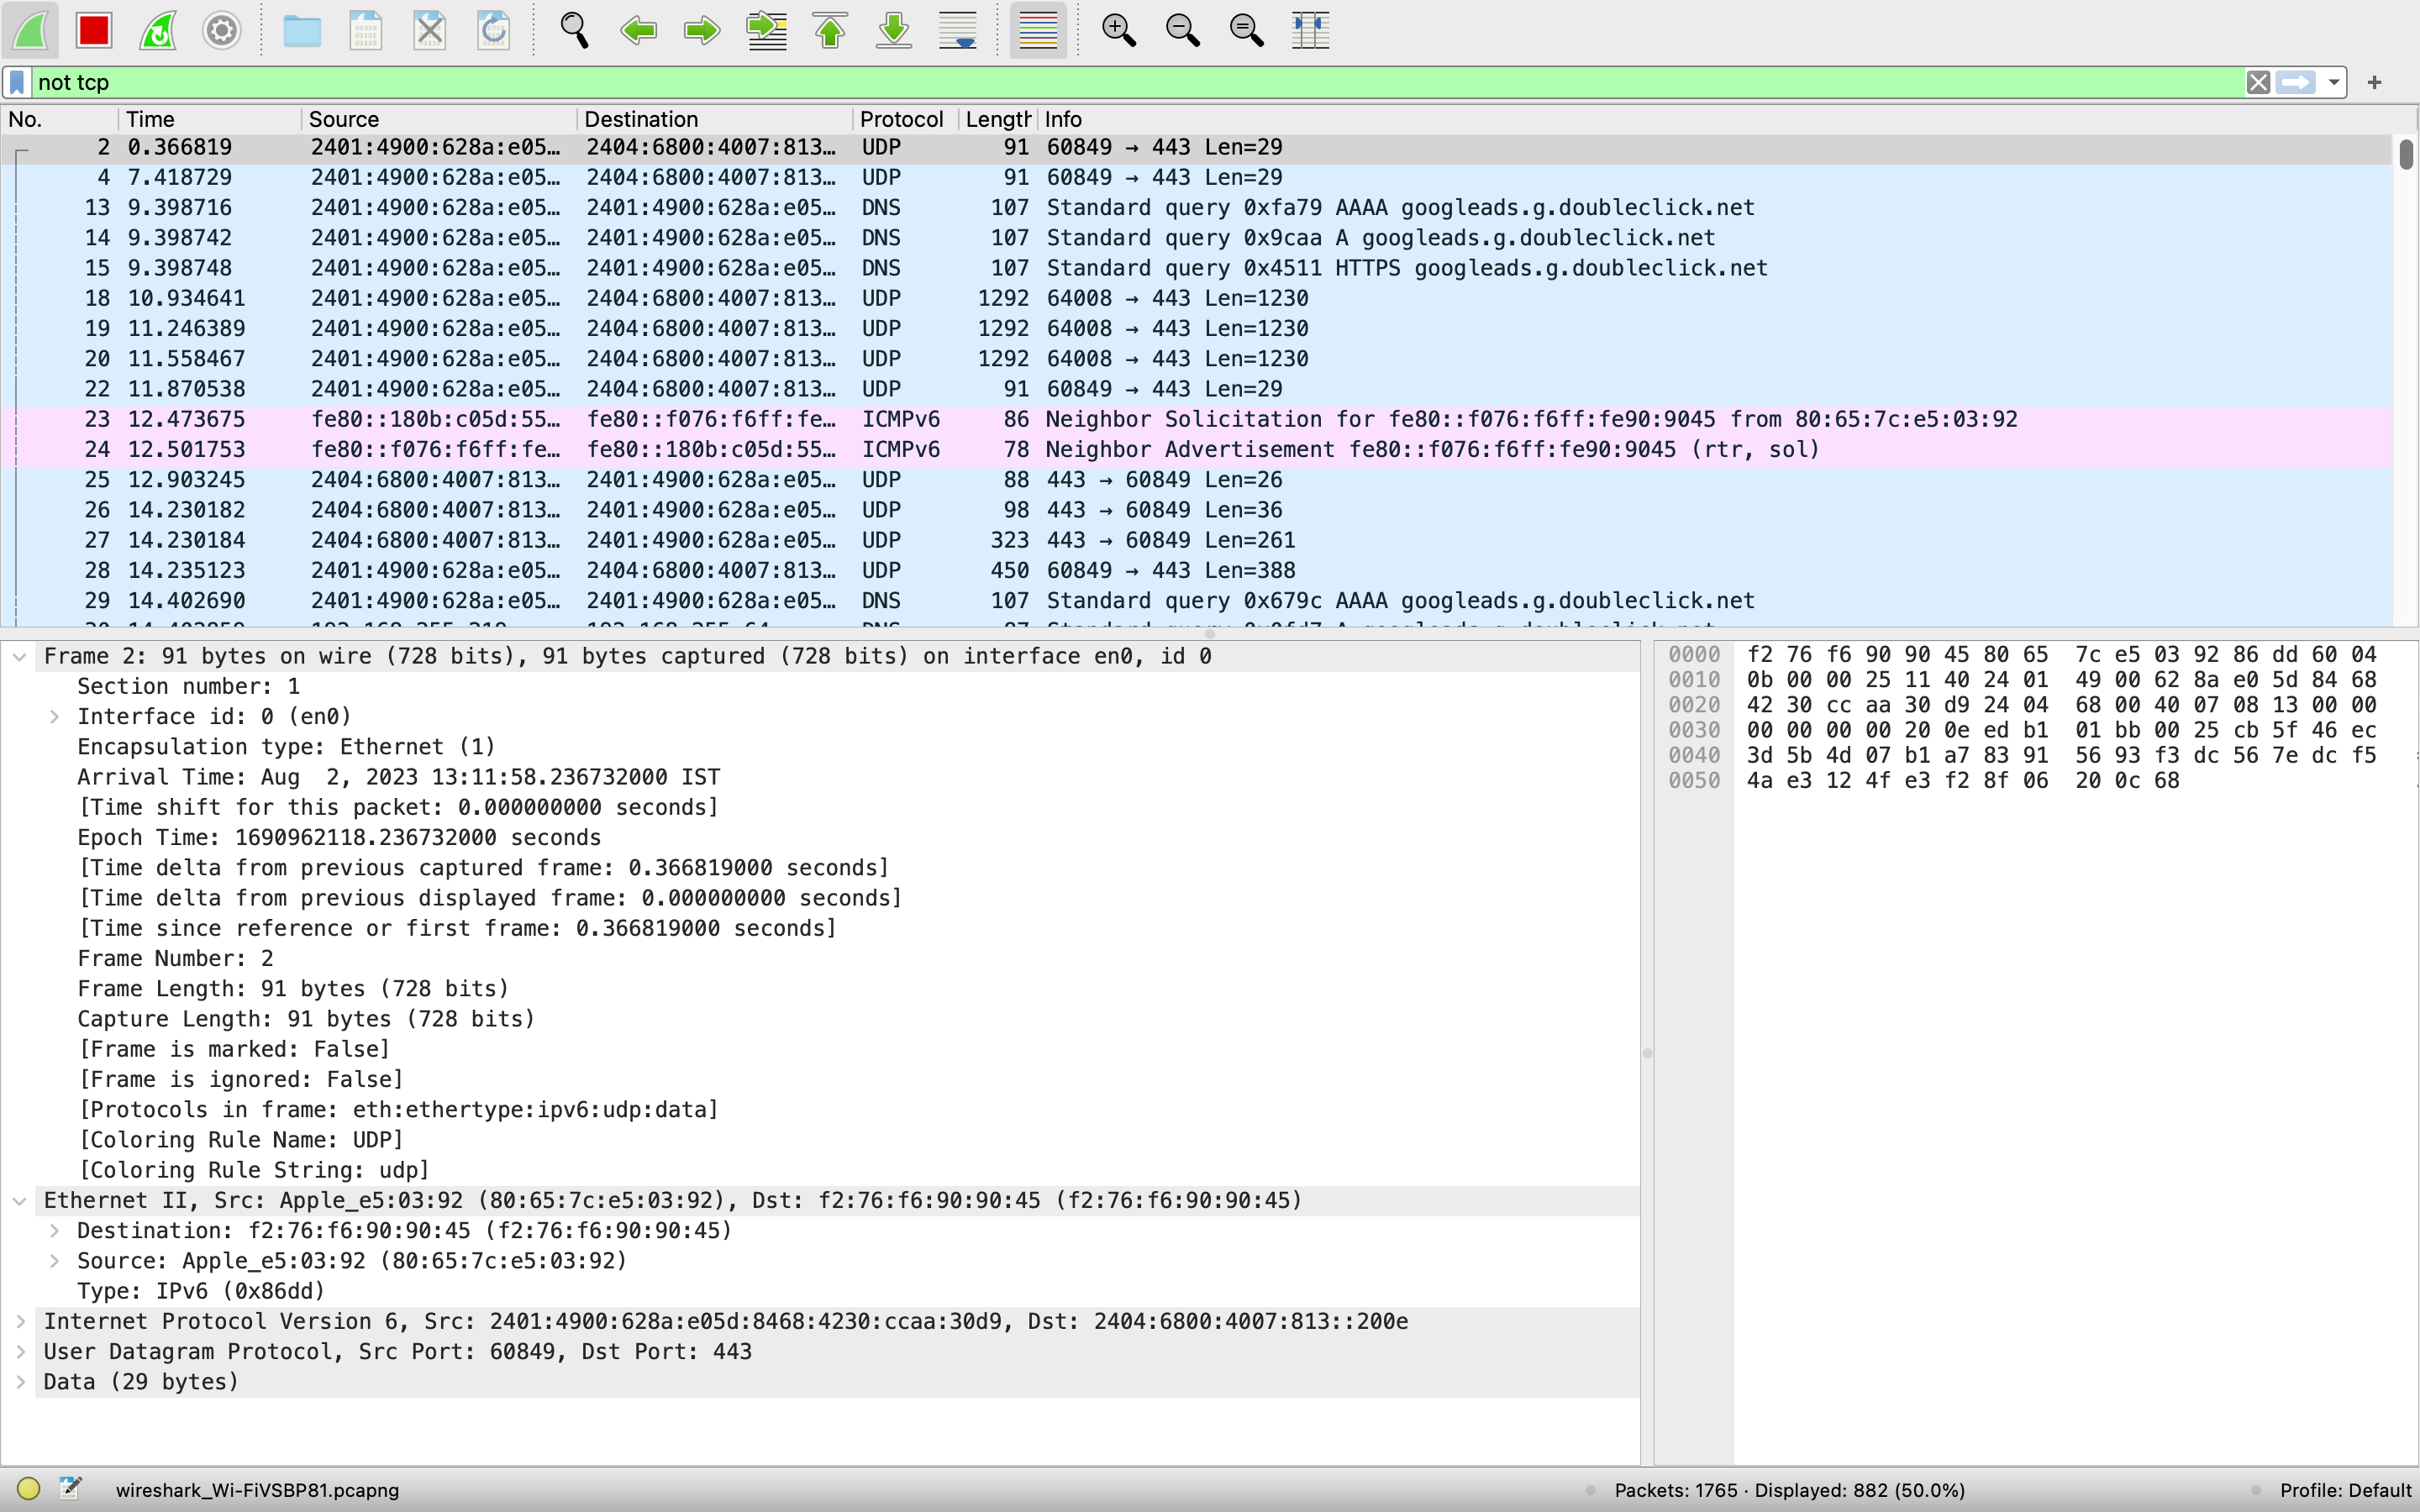 not tcp
No. Time Source Destination Protocol Length Info
2 0.366819 2401:4900:628a:e05… 2404:6800:4007:813… UDP 91 60849 → 443 Len=29
4 7.418729 2401:4900:628a:e05… 2404:6800:4007:813… UDP 91 60849 → 443 Len=29
13 9.398716 2401:4900:628a:e05… 2401:4900:628a:e05… DNS 107 Standard query 0xfa79 AAAA googleads.g.doubleclick.net
14 9.398742 2401:4900:628a:e05… 2401:4900:628a:e05… DNS 107 Standard query 0x9caa A googleads.g.doubleclick.net
15 9.398748 2401:4900:628a:e05… 2401:4900:628a:e05… DNS 107 Standard query 0x4511 HTTPS googleads.g.doubleclick.net
18 10.934641 2401:4900:628a:e05… 2404:6800:4007:813… UDP 1292 64008 → 443 Len=1230
19 11.246389 2401:4900:628a:e05… 2404:6800:4007:813… UDP 1292 64008 → 443 Len=1230
20 11.558467 2401:4900:628a:e05… 2404:6800:4007:813… UDP 1292 64008 → 443 Len=1230
22 11.870538 2401:4900:628a:e05… 2404:6800:4007:813… UDP 91 60849 → 443 Len=29
23 12.473675 fe80::180b:c05d:55… fe80::f076:f6ff:fe… ICMPv6 86 Neighbor Solicitation for fe80::f076:f6ff:fe90:9045 from 80:65:7c:e5:03:92
24 12.501753 fe80::f076:f6ff:fe… fe80::180b:c05d:55… ICMPv6 78 Neighbor Advertisement fe80::f076:f6ff:fe90:9045 (rtr, sol)
25 12.903245 2404:6800:4007:813… 2401:4900:628a:e05… UDP 88 443 → 60849 Len=26
26 14.230182 2404:6800:4007:813… 2401:4900:628a:e05… UDP 98 443 → 60849 Len=36
27 14.230184 2404:6800:4007:813… 2401:4900:628a:e05… UDP 323 443 → 60849 Len=261
28 14.235123 2401:4900:628a:e05… 2404:6800:4007:813… UDP 450 60849 → 443 Len=388
29 14.402690 2401:4900:628a:e05… 2401:4900:628a:e05… DNS 107 Standard query 0x679c AAAA googleads.g.doubleclick.net
Frame 2: 91 bytes on wire (728 bits), 91 bytes captured (728 bits) on interface en0, id 0
Section number: 1
Interface id: 0 (en0)
Encapsulation type: Ethernet (1)
Arrival Time: Aug  2, 2023 13:11:58.236732000 IST
[Time shift for this packet: 0.000000000 seconds]
Epoch Time: 1690962118.236732000 seconds
[Time delta from previous captured frame: 0.366819000 seconds]
[Time delta from previous displayed frame: 0.000000000 seconds]
[Time since reference or first frame: 0.366819000 seconds]
Frame Number: 2
Frame Length: 91 bytes (728 bits)
Capture Length: 91 bytes (728 bits)
[Frame is marked: False]
[Frame is ignored: False]
[Protocols in frame: eth:ethertype:ipv6:udp:data]
[Coloring Rule Name: UDP]
[Coloring Rule String: udp]
Ethernet II, Src: Apple_e5:03:92 (80:65:7c:e5:03:92), Dst: f2:76:f6:90:90:45 (f2:76:f6:90:90:45)
Destination: f2:76:f6:90:90:45 (f2:76:f6:90:90:45)
Source: Apple_e5:03:92 (80:65:7c:e5:03:92)
Type: IPv6 (0x86dd)
Internet Protocol Version 6, Src: 2401:4900:628a:e05d:8468:4230:ccaa:30d9, Dst: 2404:6800:4007:813::200e
User Datagram Protocol, Src Port: 60849, Dst Port: 443
Data (29 bytes)
0000 f2 76 f6 90 90 45 80 65 7c e5 03 92 86 dd 60 04
0010 0b 00 00 25 11 40 24 01 49 00 62 8a e0 5d 84 68
0020 42 30 cc aa 30 d9 24 04 68 00 40 07 08 13 00 00
0030 00 00 00 00 20 0e ed b1 01 bb 00 25 cb 5f 46 ec
0040 3d 5b 4d 07 b1 a7 83 91 56 93 f3 dc 56 7e dc f5
0050 4a e3 12 4f e3 f2 8f 06 20 0c 68
wireshark_Wi-FiVSBP81.pcapng
Packets: 1765 · Displayed: 882 (50.0%)
Profile: Default